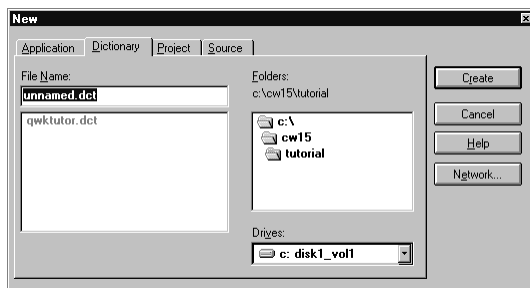 New
Application Dictionary Project Source
File Name:
unnamed.dct
qwktutor.dct
Folders:
c:\cw15\tutorial
c:\
cw15
tutorial
Drives:
c: disk1_vol1
Create
Cancel
Help
Network...